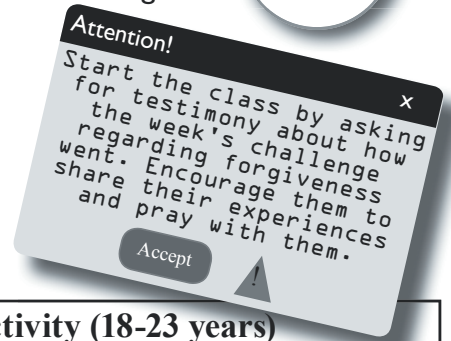 Attention!
x
Start the class by asking
for testimony about how
the week's challenge
regarding forgiveness
went. Encourage them to
share their experiences
and pray with them.
Accept
!
ctivity (18-23 years)